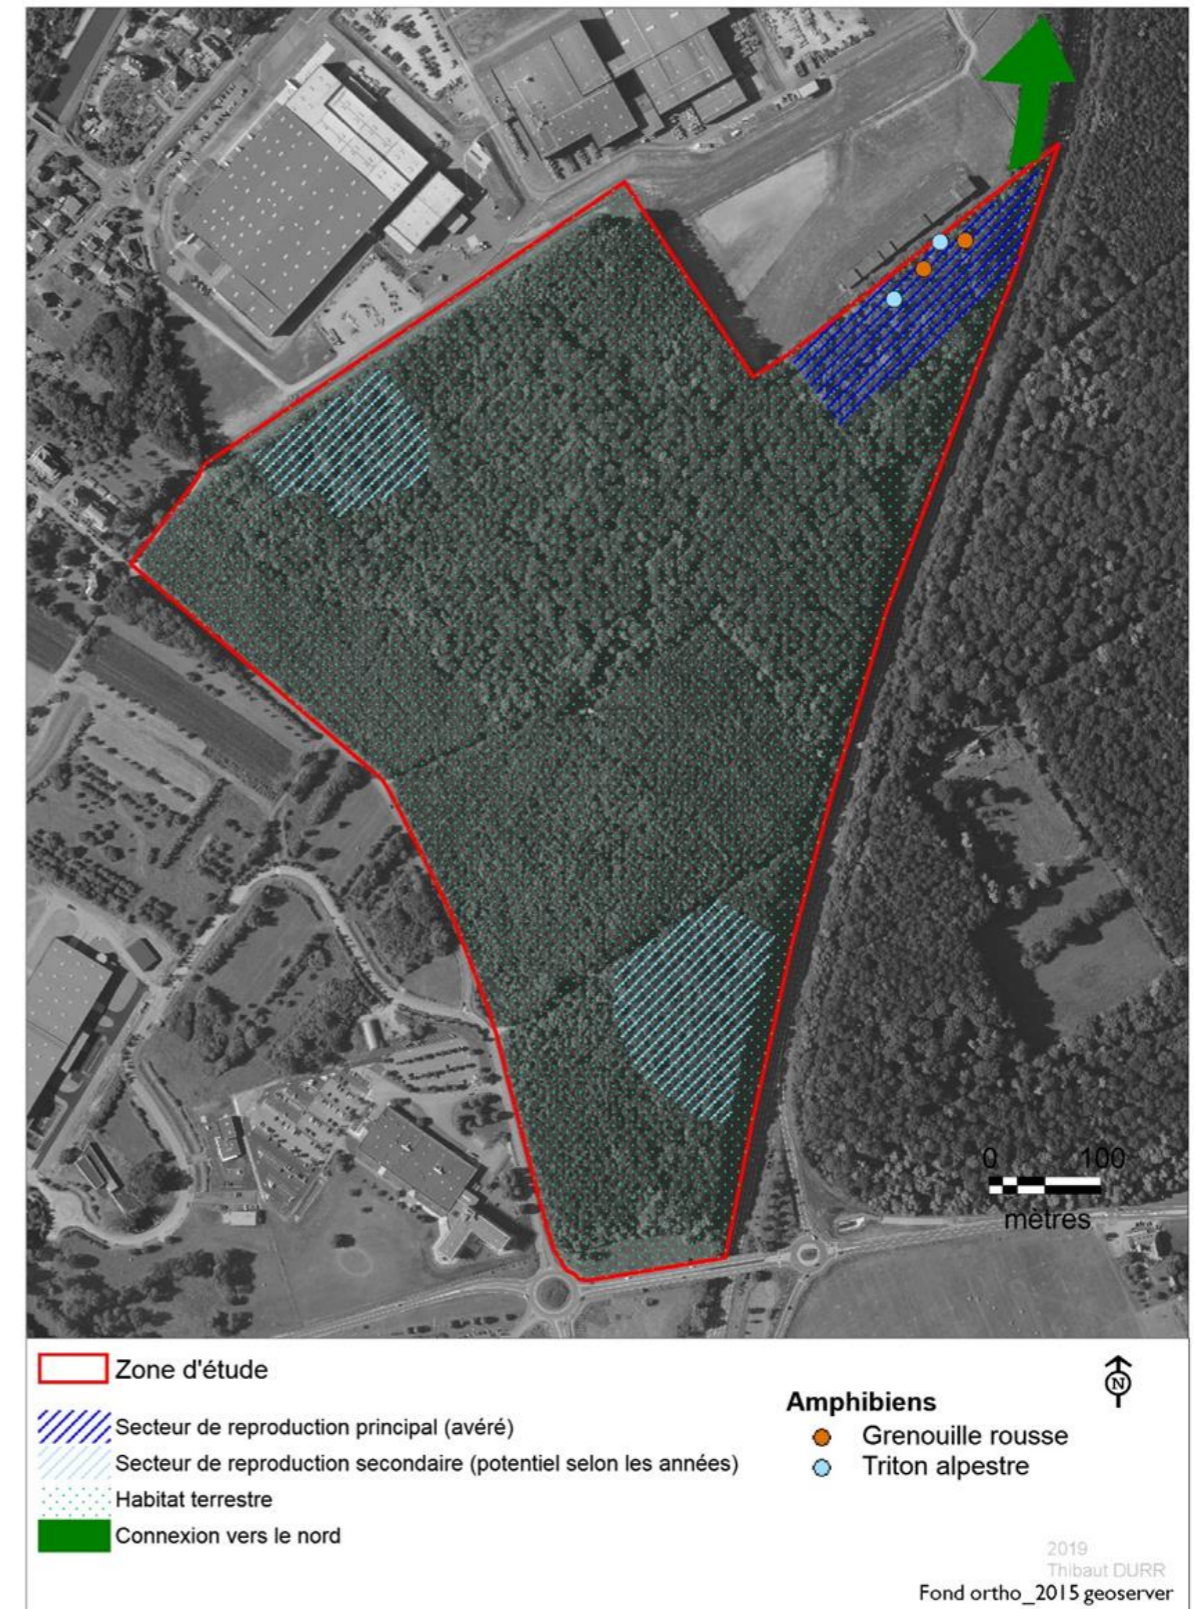 0 100
mètres
Zone d'étude
Secteur de reproduction principal (avéré)
Secteur de reproduction secondaire (potentiel selon les années)
Habitat terrestre
Connexion vers le nord
N
Amphibiens
Grenouille rousse
Triton alpestre
2019
Thibaut DURR
Fond ortho_2015 geoserver